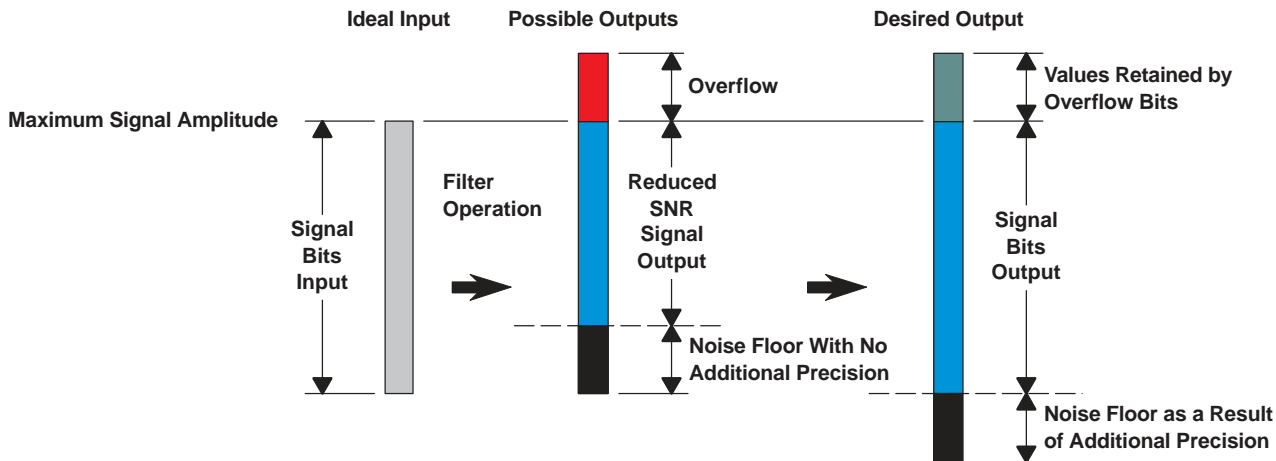 Ideal Input
Possible Outputs
Desired Output
Maximum Signal Amplitude
Overflow
Values Retained by
Overflow Bits
Signal
Bits
Input
Filter
Operation
Reduced
SNR
Signal
Output
Signal
Bits
Output
Noise Floor With No
Additional Precision
Noise Floor as a Result
of Additional Precision